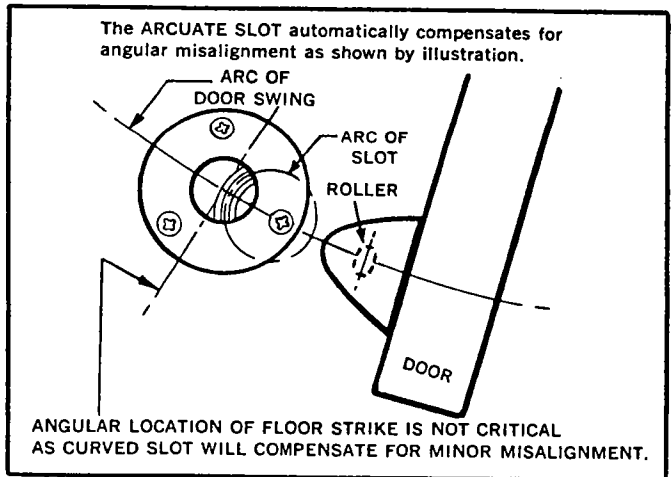 The ARCUATE SLOT automatically compensates for
angular misalignment as shown by illustration.
ARC OF
DOOR SWING
ARC OF
SLOT
ROLLER
DOOR
ANGULAR LOCATION OF FLOOR STRIKE IS NOT CRITICAL
AS CURVED SLOT WILL COMPENSATE FOR MINOR MISALIGNMENT.